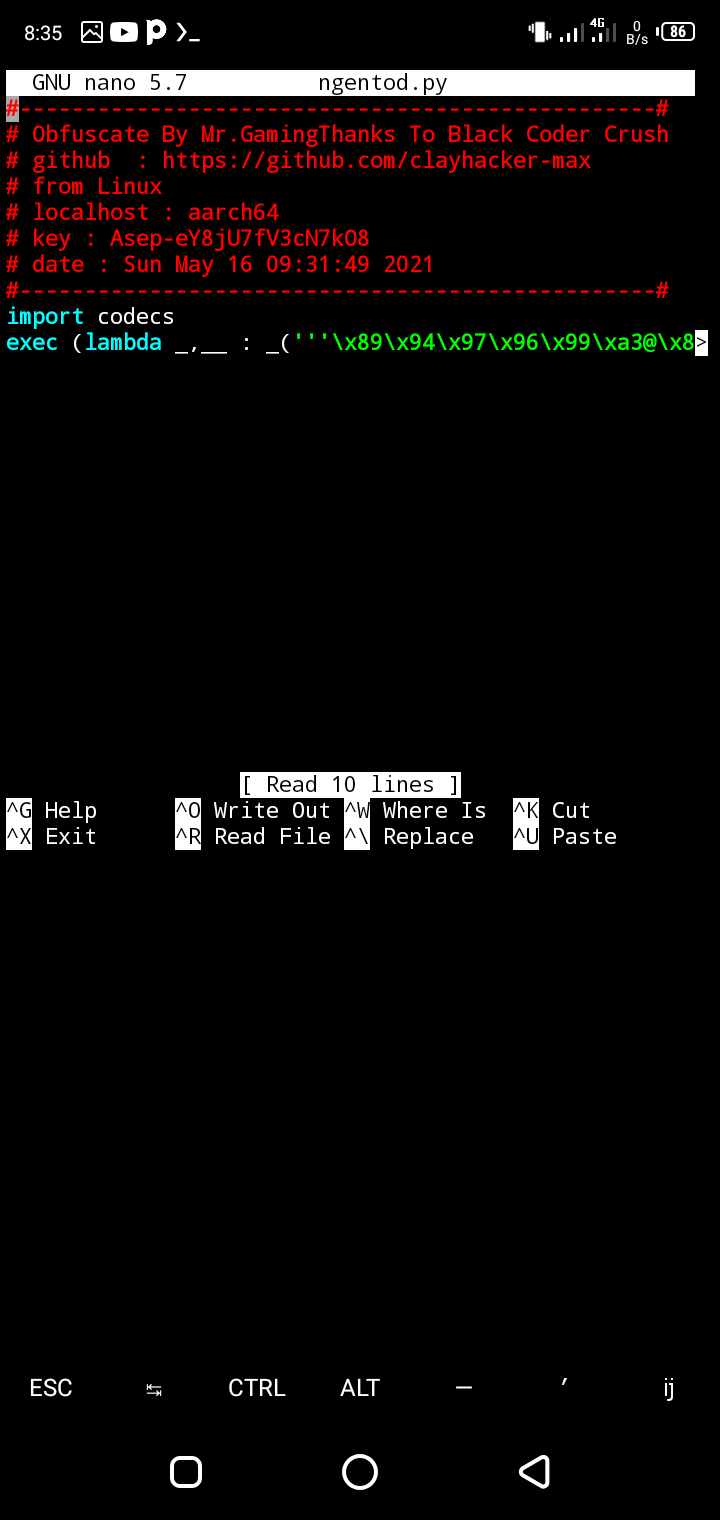 8:35
4G
0
B/s
86
GNU nano 5.7 ngentod.py
#-------------------------------------------------#
# Obfuscate By Mr.GamingThanks To Black Coder Crush
# github  : https://github.com/clayhacker-max
# from Linux
# localhost : aarch64
# key : Asep-eY8jU7fV3cN7kO8
# date : Sun May 16 09:31:49 2021
#-------------------------------------------------#
import codecs
exec (lambda _,__ : _('''\x89\x94\x97\x96\x99\xa3@\x8>
[ Read 10 lines ]
^G Help ^O Write Out ^W Where Is ^K Cut
^X Exit ^R Read File ^\ Replace ^U Paste
ESC ↹ CTRL ALT – ′ ij